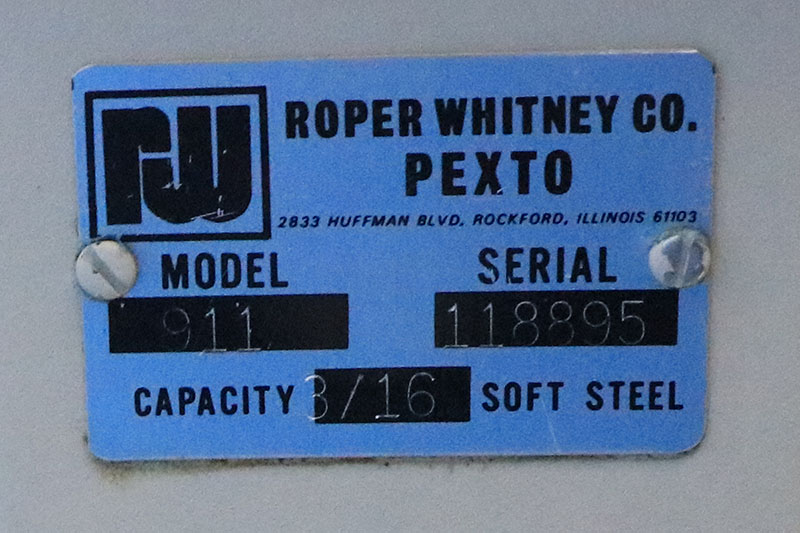 rw ROPER WHITNEY CO.
PEXTO
2833 HUFFMAN BLVD, ROCKFORD, ILLINOIS 61103
MODEL SERIAL
911 118895
CAPACITY 3/16 SOFT STEEL